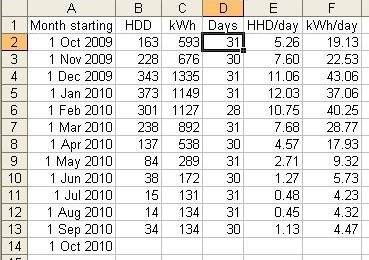 A B C D E F
1 Month starting HDD kWh Days HHD/day kWh/day
2 1 Oct 2009 163 593 31 5.26 19.13
3 1 Nov 2009 228 676 30 7.60 22.53
4 1 Dec 2009 343 1335 31 11.06 43.06
5 1 Jan 2010 373 1149 31 12.03 37.06
6 1 Feb 2010 301 1127 28 10.75 40.25
7 1 Mar 2010 238 892 31 7.68 28.77
8 1 Apr 2010 137 538 30 4.57 17.93
9 1 May 2010 84 289 31 2.71 9.32
10 1 Jun 2010 38 172 30 1.27 5.73
11 1 Jul 2010 15 131 31 0.48 4.23
12 1 Aug 2010 14 134 31 0.45 4.32
13 1 Sep 2010 34 134 30 1.13 4.47
14 1 Oct 2010